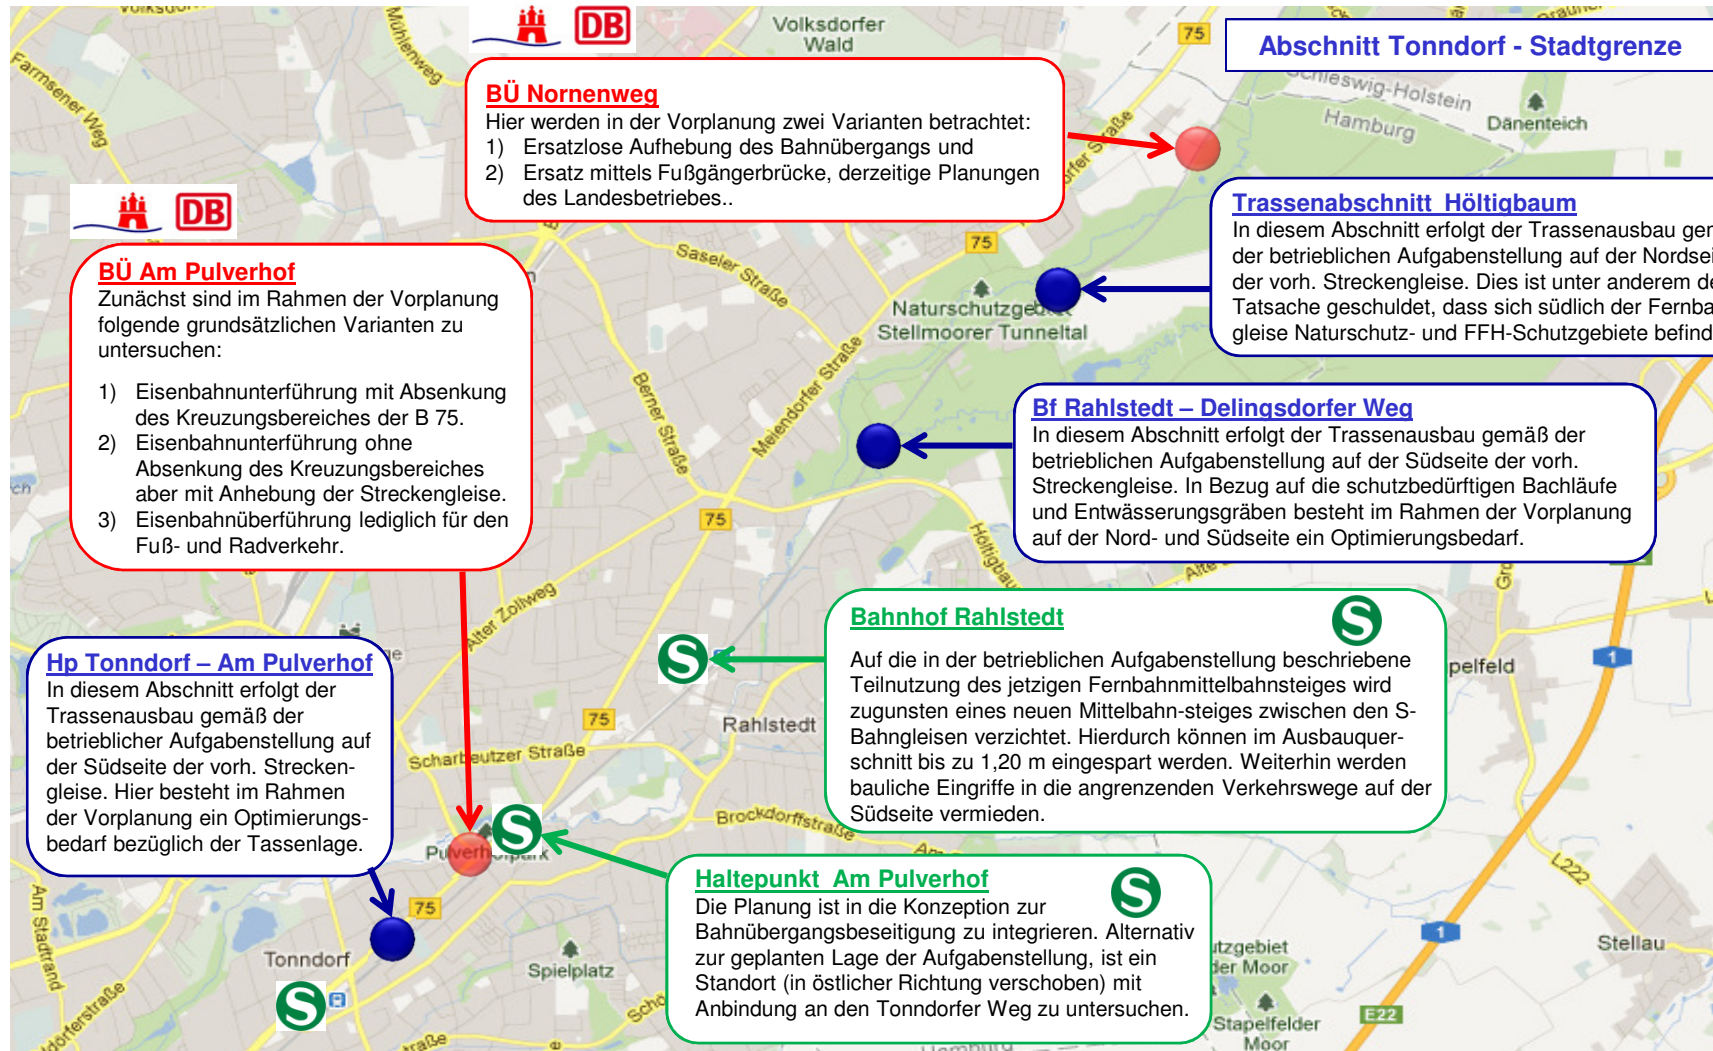 Abschnitt Tonndorf - Stadtgrenze
DB
BÜ Nornenweg
Hier werden in der Vorplanung zwei Varianten betrachtet:
1) Ersatzlose Aufhebung des Bahnübergangs und
2) Ersatz mittels Fußgängerbrücke, derzeitige Planungen
des Landesbetriebes..
DB
BÜ Am Pulverhof
Zunächst sind im Rahmen der Vorplanung
folgende grundsätzlichen Varianten zu
untersuchen:
1) Eisenbahnunterführung mit Absenkung
des Kreuzungsbereiches der B 75.
2) Eisenbahnunterführung ohne
Absenkung des Kreuzungsbereiches
aber mit Anhebung der Streckengleise.
3) Eisenbahnüberführung lediglich für den
Fuß- und Radverkehr.
Trassenabschnitt Höltigbaum
In diesem Abschnitt erfolgt der Trassenausbau gem
der betrieblichen Aufgabenstellung auf der Nordsei
der vorh. Streckengleise. Dies ist unter anderem de
Tatsache geschuldet, dass sich südlich der Fernba
gleise Naturschutz- und FFH-Schutzgebiete befind
Bf Rahlstedt – Delingsdorfer Weg
In diesem Abschnitt erfolgt der Trassenausbau gemäß der
betrieblichen Aufgabenstellung auf der Südseite der vorh.
Streckengleise. In Bezug auf die schutzbedürftigen Bachläufe
und Entwässerungsgräben besteht im Rahmen der Vorplanung
auf der Nord- und Südseite ein Optimierungsbedarf.
Bahnhof Rahlstedt
S
Auf die in der betrieblichen Aufgabenstellung beschriebene
Teilnutzung des jetzigen Fernbahnmittelbahnsteiges wird
zugunsten eines neuen Mittelbahn-steiges zwischen den S-
Bahngleisen verzichtet. Hierdurch können im Ausbauquer-
schnitt bis zu 1,20 m eingespart werden. Weiterhin werden
bauliche Eingriffe in die angrenzenden Verkehrswege auf der
Südseite vermieden.
Hp Tonndorf – Am Pulverhof
In diesem Abschnitt erfolgt der
Trassenausbau gemäß der
betrieblicher Aufgabenstellung auf
der Südseite der vorh. Strecken-
gleise. Hier besteht im Rahmen
der Vorplanung ein Optimierungs-
bedarf bezüglich der Tassenlage.
Haltepunkt Am Pulverhof
S
Die Planung ist in die Konzeption zur
Bahnübergangsbeseitigung zu integrieren. Alternativ
zur geplanten Lage der Aufgabenstellung, ist ein
Standort (in östlicher Richtung verschoben) mit
Anbindung an den Tonndorfer Weg zu untersuchen.
Volksdorfer
Wald
75
Mühlenweg
Farmsener Weg
Schleswig-Holstein
Hamburg
Dänenteich
75
Saseler Straße
Naturschutzgebiet
Stellmoorer Tunneltal
Berner Straße
Meiendorfer Straße
75
Alter Zollweg
S
75
Rahlstedt
Scharbeutzer Straße
S
Brockdorffstraße
75
Am Stadtrand
Tonndorf
S
Spielplatz
1
pelfeld
L222
1
Stellau
utzgebiet
der Moor
Stapelfelder
Moor
E22